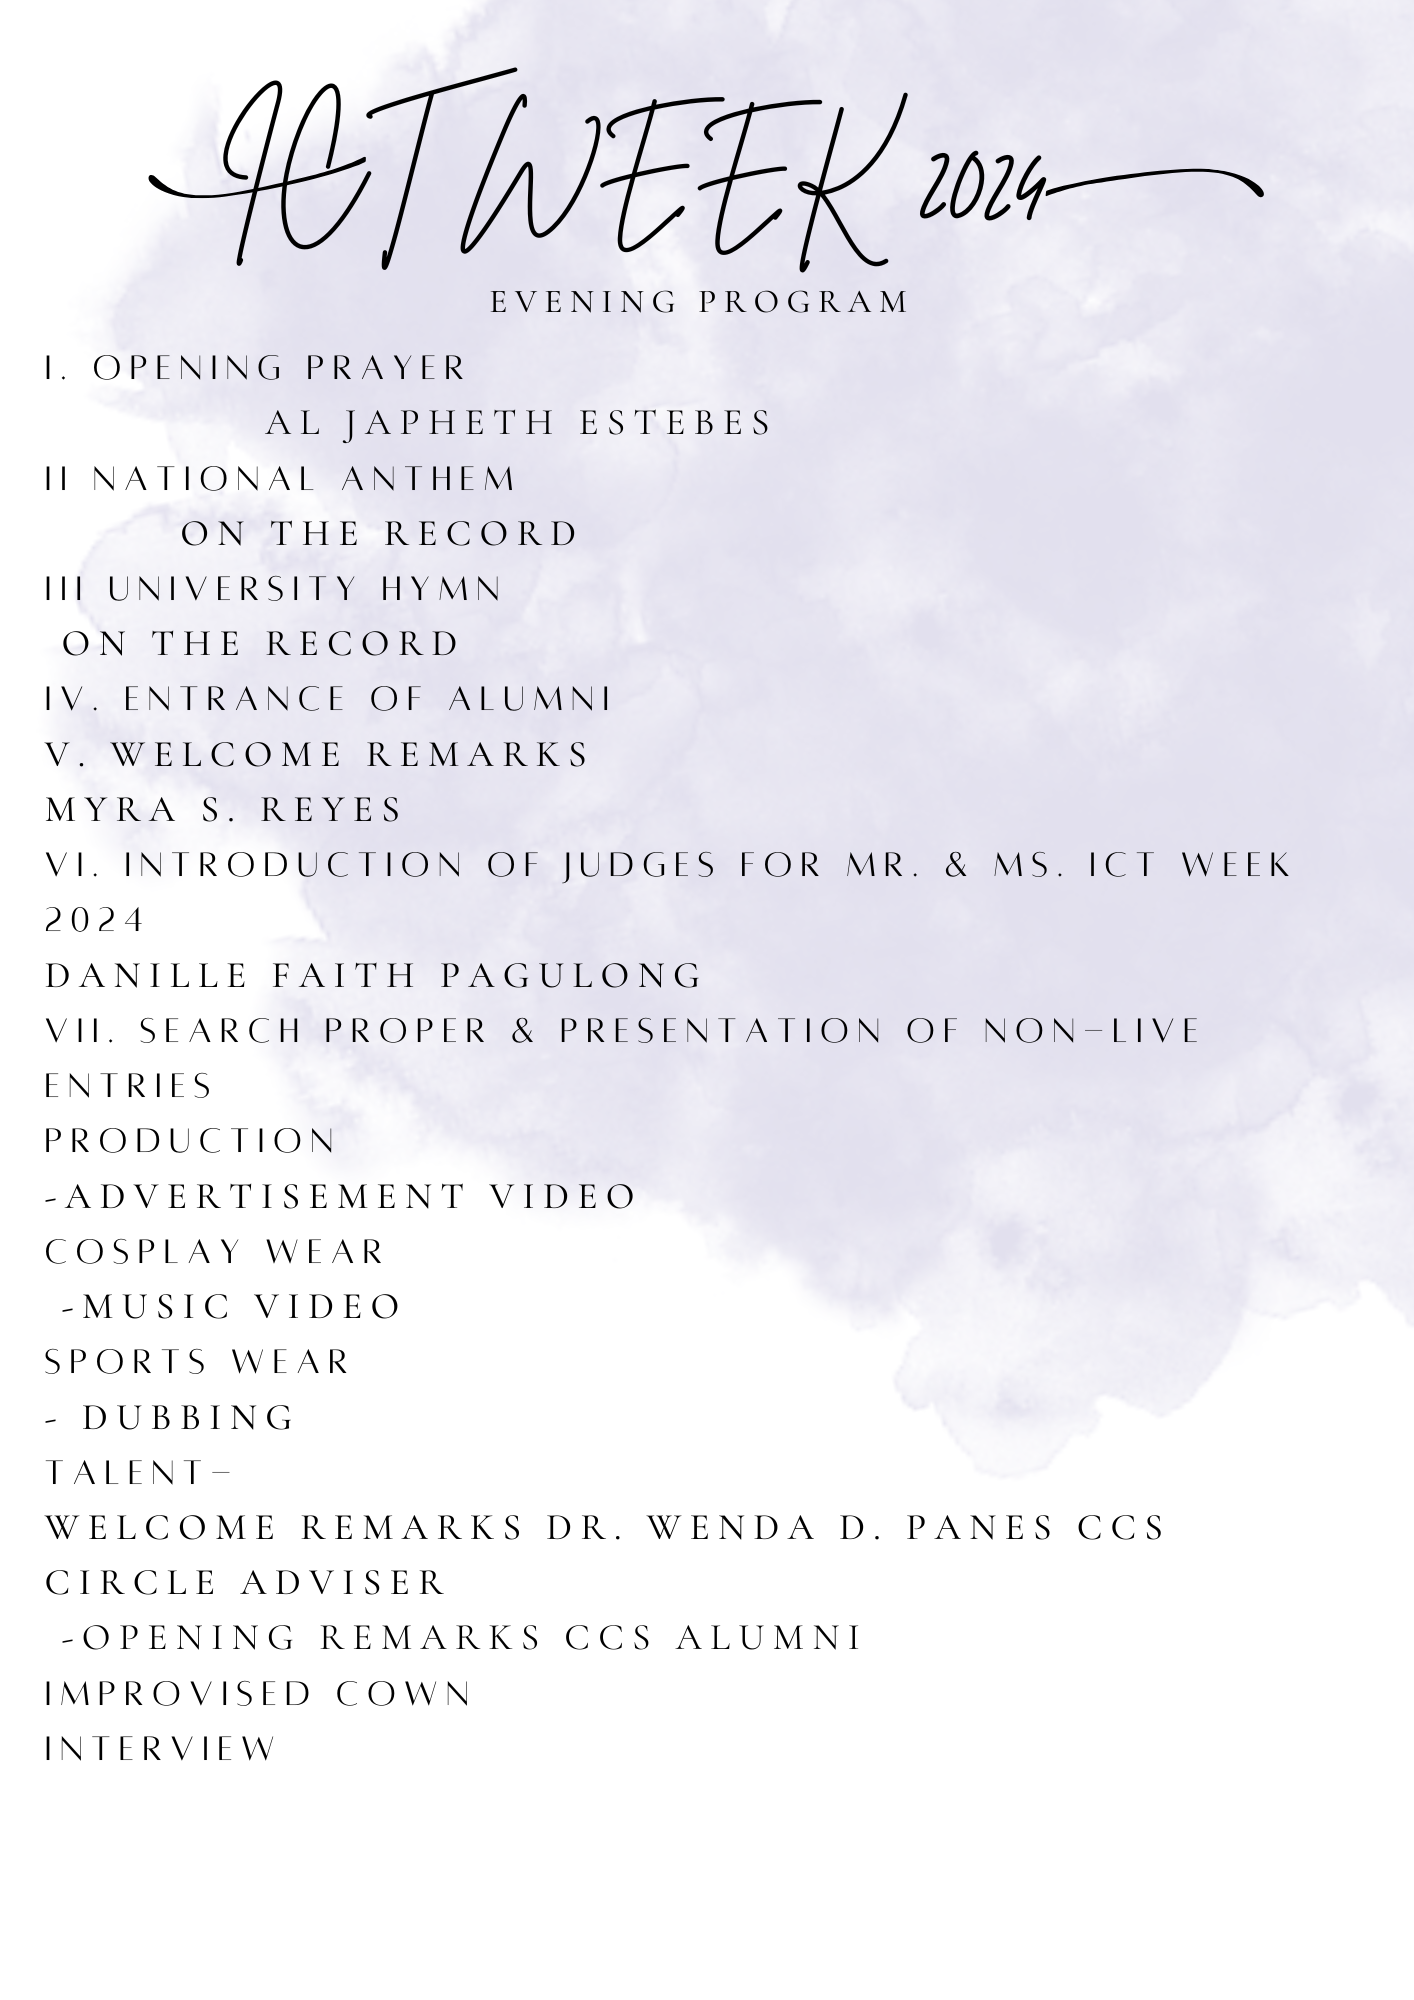 ICT WEEK 2024
EVENING PROGRAM
I. OPENING PRAYER
AL JAPHETH ESTEBES
II NATIONAL ANTHEM
ON THE RECORD
III UNIVERSITY HYMN
ON THE RECORD
IV. ENTRANCE OF ALUMNI
V. WELCOME REMARKS
MYRA S. REYES
VI. INTRODUCTION OF JUDGES FOR MR. & MS. ICT WEEK
2024
DANILLE FAITH PAGULONG
VII. SEARCH PROPER & PRESENTATION OF NON-LIVE
ENTRIES
PRODUCTION
-ADVERTISEMENT VIDEO
COSPLAY WEAR
-MUSIC VIDEO
SPORTS WEAR
- DUBBING
TALENT-
WELCOME REMARKS DR. WENDA D. PANES CCS
CIRCLE ADVISER
-OPENING REMARKS CCS ALUMNI
IMPROVISED COWN
INTERVIEW